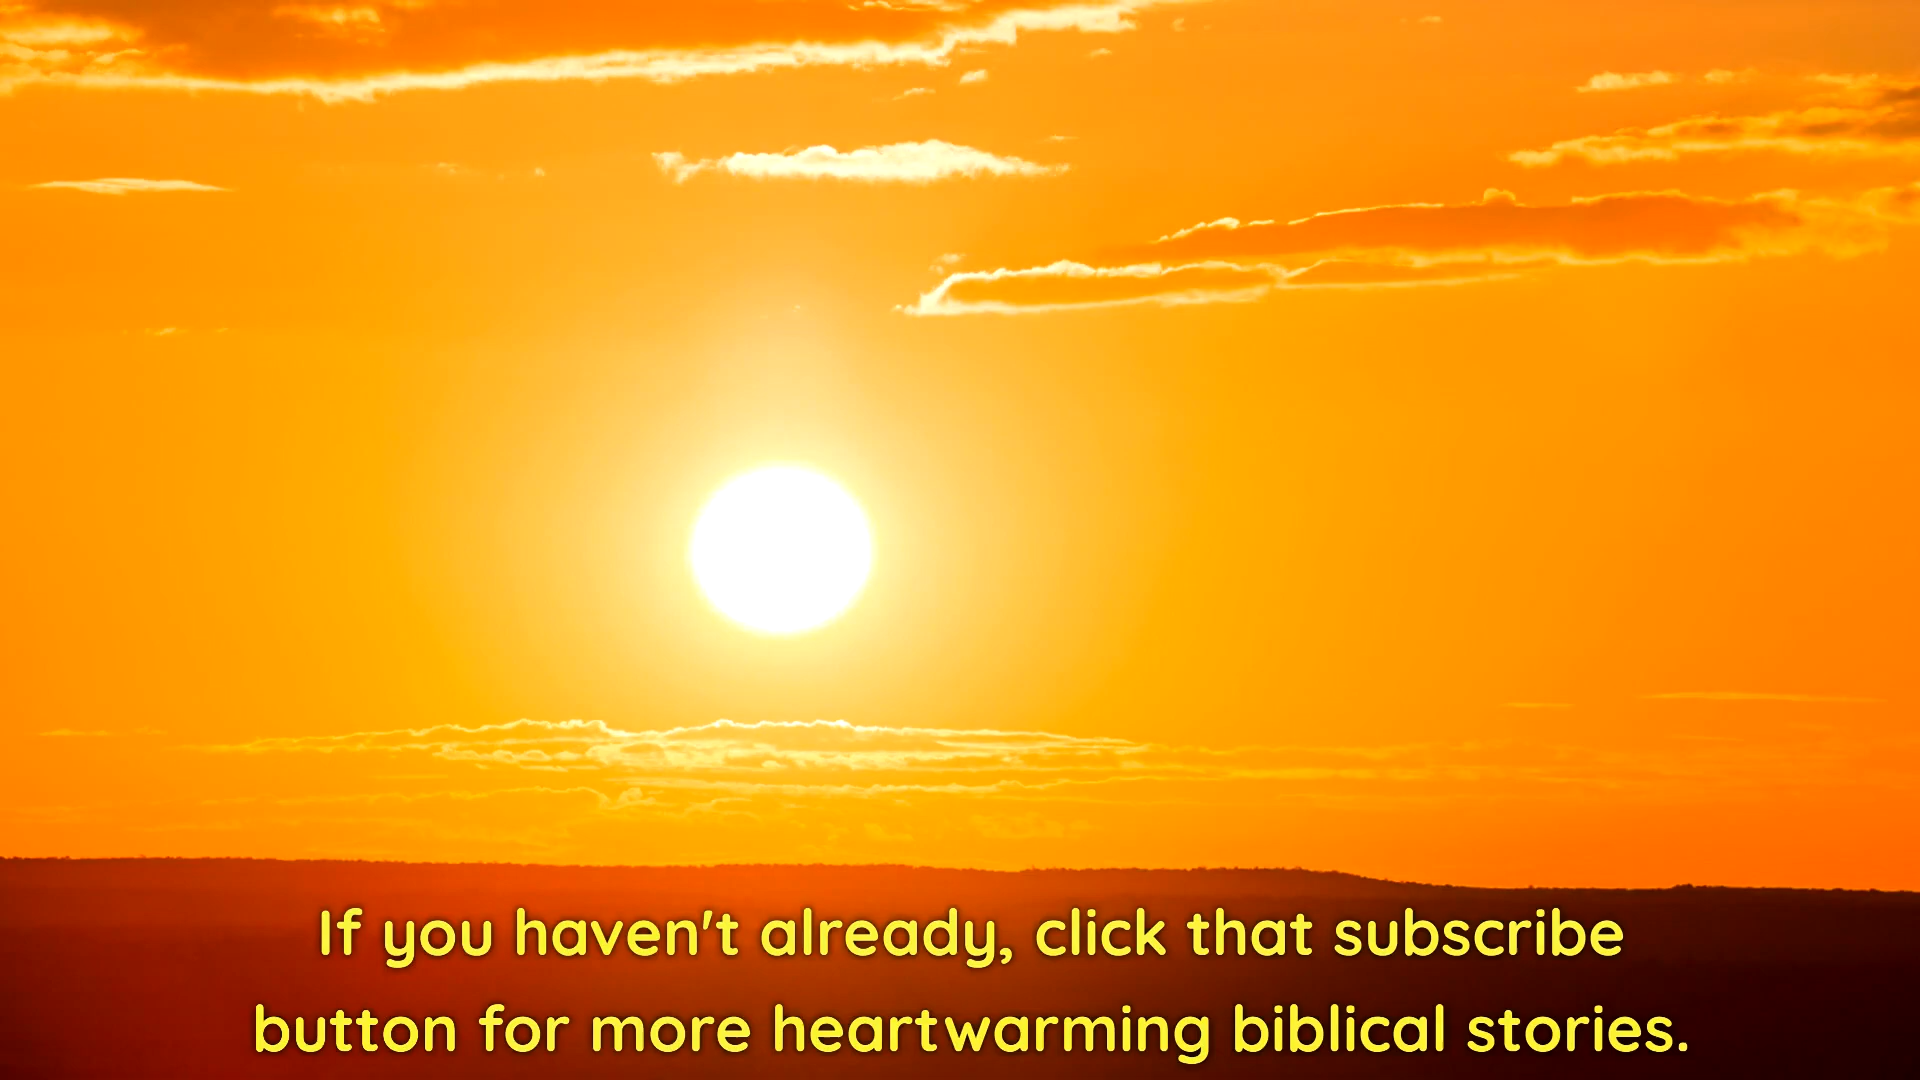 If you haven't already, click that subscribe
button for more heartwarming biblical stories.